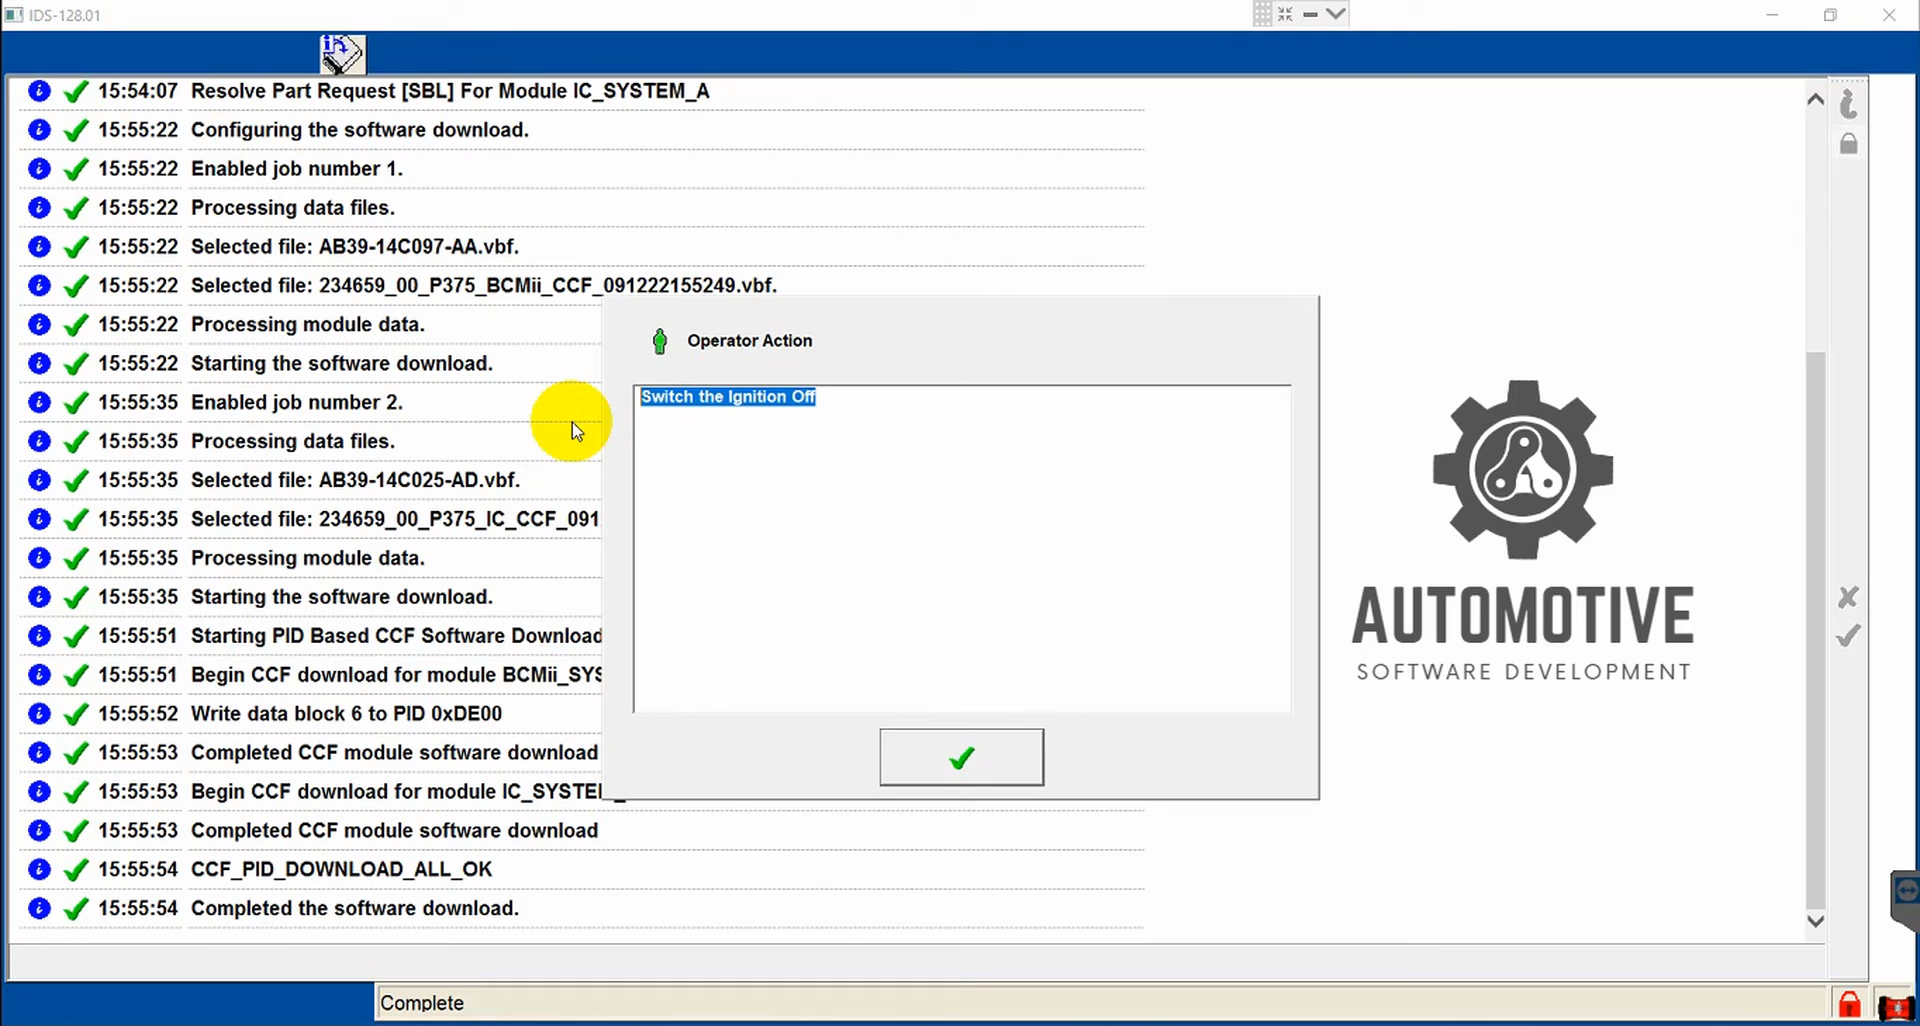 IDS-128.01
15:54:07 Resolve Part Request [SBL] For Module IC_SYSTEM_A
15:55:22 Configuring the software download.
15:55:22 Enabled job number 1.
15:55:22 Processing data files.
15:55:22 Selected file: AB39-14C097-AA.vbf.
15:55:22 Selected file: 234659_00_P375_BCMii_CCF_091222155249.vbf.
15:55:22 Processing module data.
15:55:22 Starting the software download.
15:55:35 Enabled job number 2.
15:55:35 Processing data files.
15:55:35 Selected file: AB39-14C025-AD.vbf.
15:55:35 Selected file: 234659_00_P375_IC_CCF_091
15:55:35 Processing module data.
15:55:35 Starting the software download.
15:55:51 Starting PID Based CCF Software Download
15:55:51 Begin CCF download for module BCMii_SYS
15:55:52 Write data block 6 to PID 0xDE00
15:55:53 Completed CCF module software download
15:55:53 Begin CCF download for module IC_SYSTE
15:55:53 Completed CCF module software download
15:55:54 CCF_PID_DOWNLOAD_ALL_OK
15:55:54 Completed the software download.
Operator Action
Switch the Ignition Off
AUTOMOTIVE
SOFTWARE DEVELOPMENT
Complete